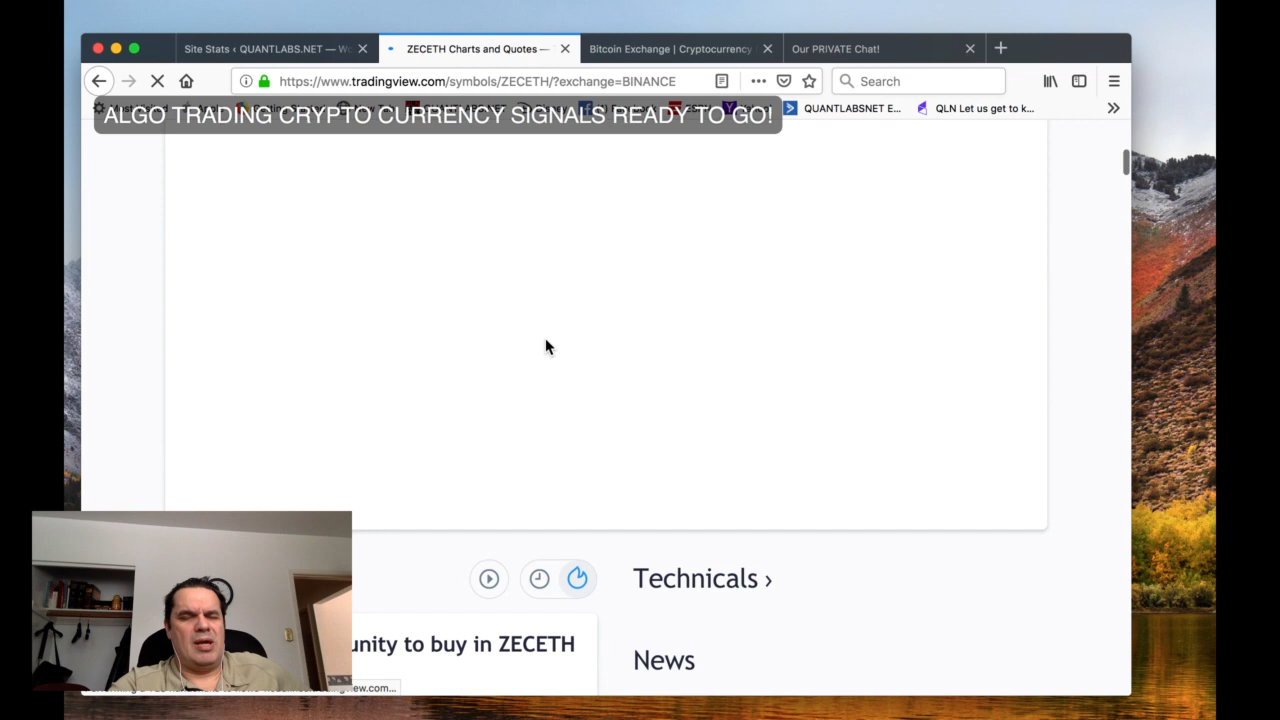 Site Stats ‹ QUANTLABS.NET — W
ZECETH Charts and Quotes —
Bitcoin Exchange | Cryptocurrency
Our PRIVATE Chat!
https://www.tradingview.com/symbols/ZECETH/?exchange=BINANCE
Search
ALGO TRADING CRYPTO CURRENCY SIGNALS READY TO GO!
QUANTLABSNET E...
QLN Let us get to k...
Technicals ›
unity to buy in ZECETH
News
ew.com...